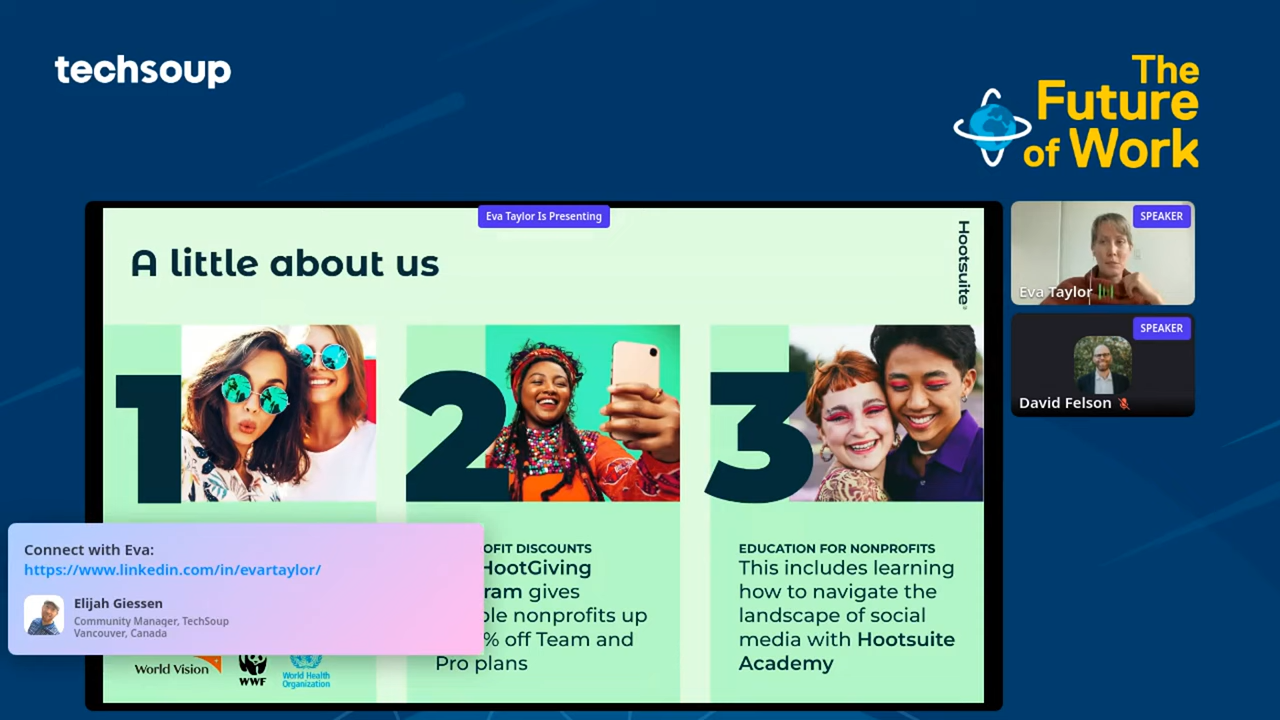 techsoup
The
Future
of Work
Eva Taylor Is Presenting
A little about us
Hootsuite
SPEAKER
Eva Taylor
SPEAKER
David Felson
1
2
3
DISCOUNTS
HootGiving
gives
nonprofits up
% off Team and
Pro plans
EDUCATION FOR NONPROFITS
This includes learning
how to navigate the
landscape of social
media with Hootsuite
Academy
Connect with Eva:
https://www.linkedin.com/in/evartaylor/
Elijah Giessen
Community Manager, TechSoup
Vancouver, Canada
World Vision
WWF
World Health
Organization